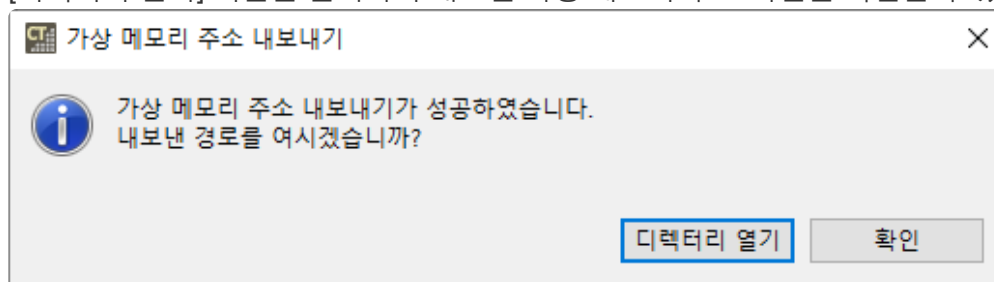 CT
가상 메모리 주소 내보내기
가상 메모리 주소 내보내기가 성공하였습니다.
내보낸 경로를 여시겠습니까?
디렉터리 열기
확인